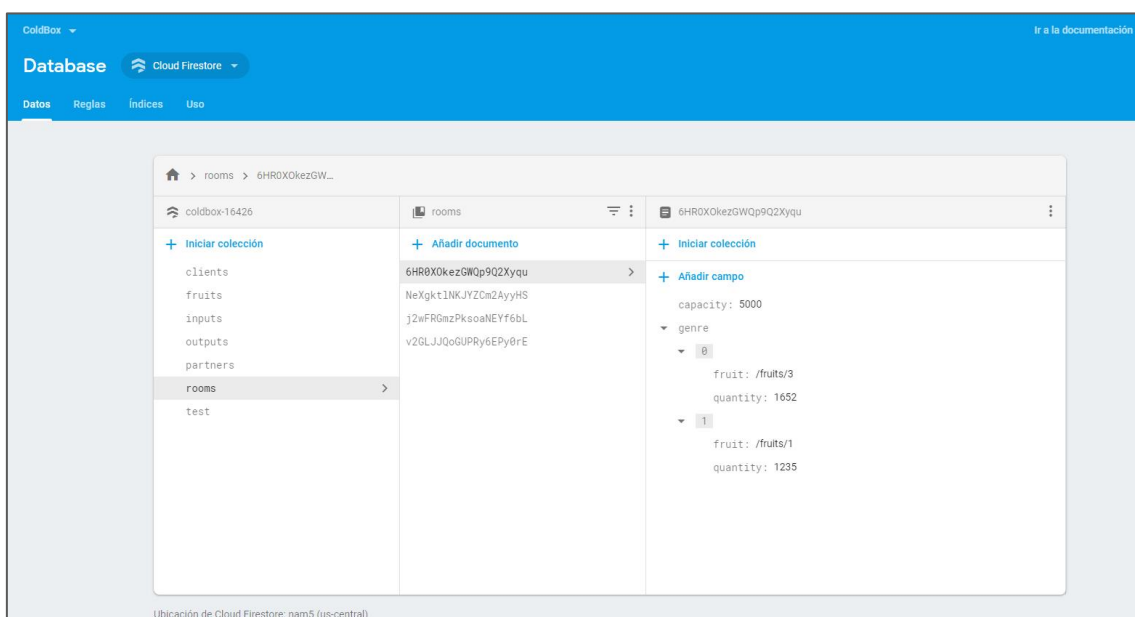 ColdBox
Ir a la documentación
Database
Cloud Firestore
Datos
Reglas
Índices
Uso
rooms
6HR0XOkezGW...
coldbox-16426
Iniciar colección
clients
fruits
inputs
outputs
partners
rooms
test
rooms
Añadir documento
6HR0XOkezGWQp9Q2Xyqu
NeXgktlNKJYZCm2AyyHS
j2wFRGmzPksoaNEYf6bL
v2GLJJQoGUPRy6EPy0rE
6HR0XOkezGWQp9Q2Xyqu
Iniciar colección
Añadir campo
capacity: 5000
genre
0
fruit: /fruits/3
quantity: 1652
1
fruit: /fruits/1
quantity: 1235
Ubicación de Cloud Firestore: nam5 (us-central)